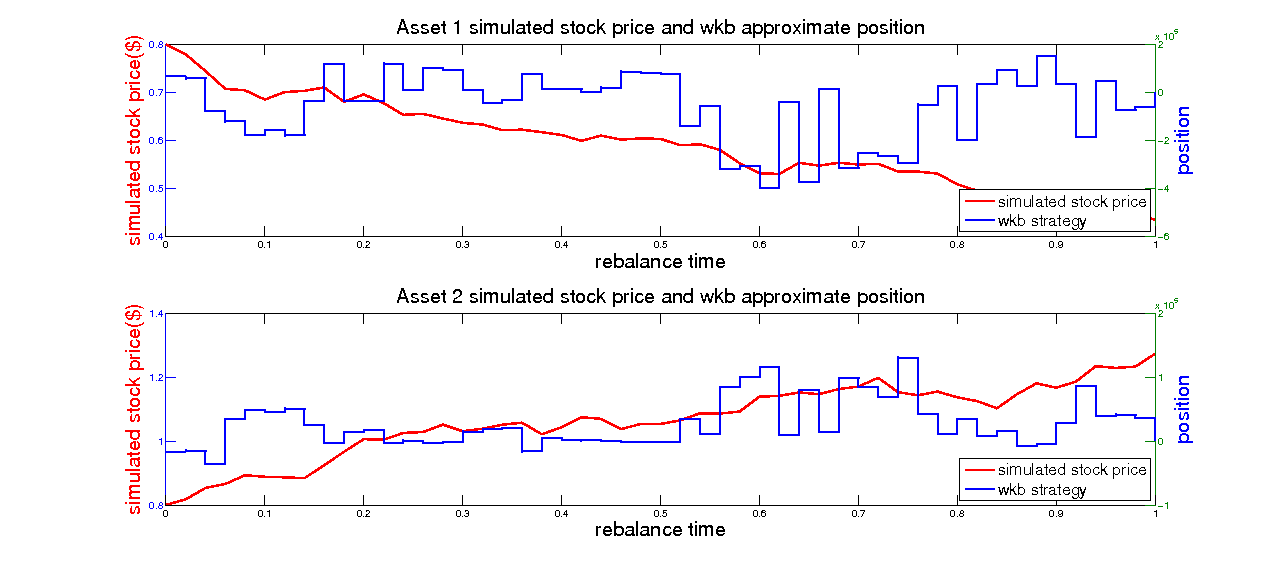 Asset 1 simulated stock price and wkb approximate position
x 10^5
0.8
0.7
0.6
0.5
0.4
2
0
−2
−4
−6
simulated stock price($)
position
simulated stock price
wkb strategy
0 0.1 0.2 0.3 0.4 0.5 0.6 0.7 0.8 0.9 1
rebalance time
Asset 2 simulated stock price and wkb approximate position
x 10^5
1.4
1.2
1
0.8
2
1
0
−1
simulated stock price($)
position
simulated stock price
wkb strategy
0 0.1 0.2 0.3 0.4 0.5 0.6 0.7 0.8 0.9 1
rebalance time